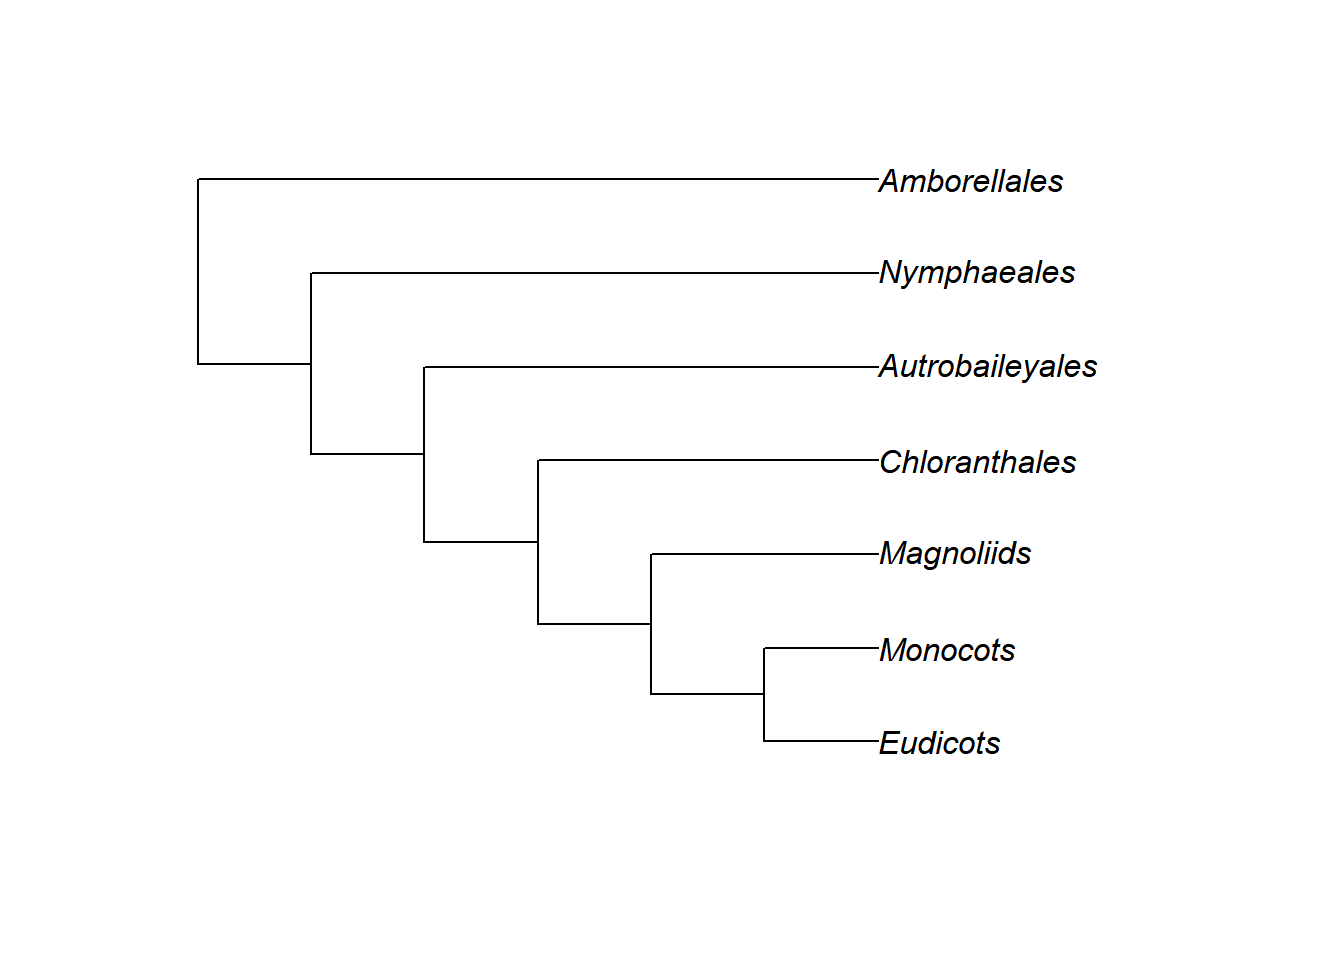 Amborellales
Nymphaeales
Autrobaileyales
Chloranthales
Magnoliids
Monocots
Eudicots